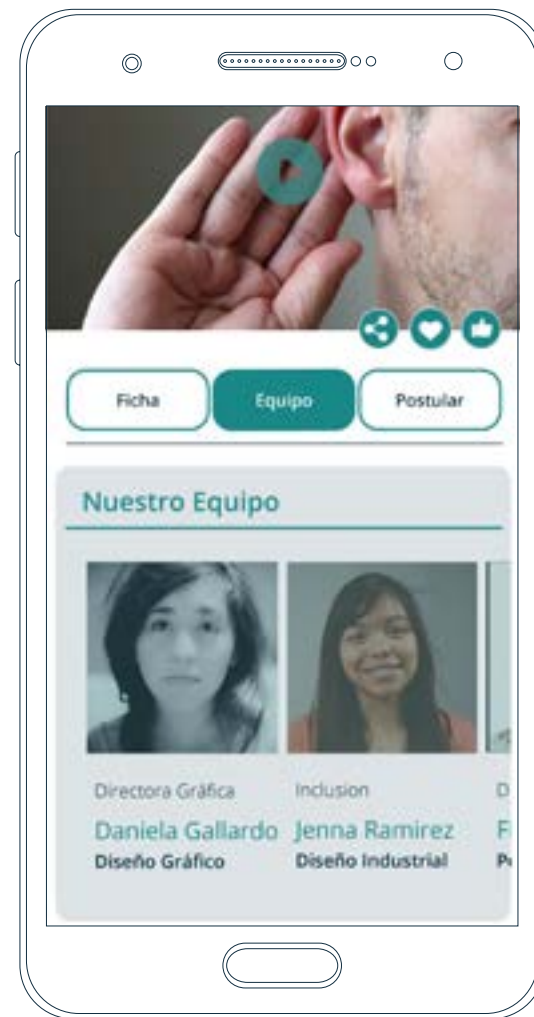 Ficha
Equipo
Postular
Nuestro Equipo
Directora Gráfica
Daniela Gallardo
Diseño Gráfico
Inclusion
Jenna Ramirez
Diseño Industrial
D
F